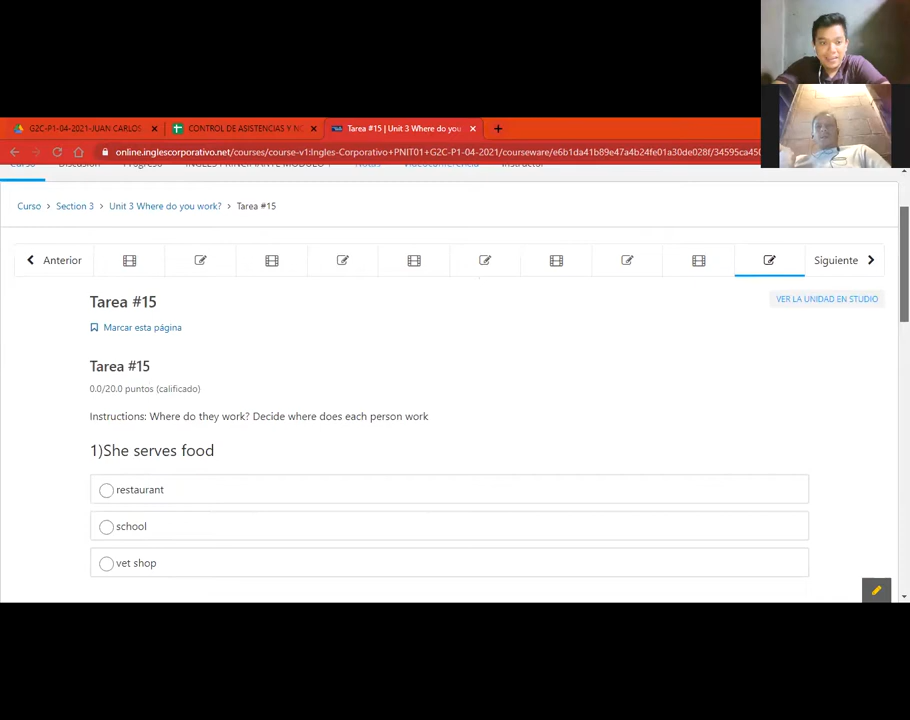 G2C-P1-04-2021-JUAN CARLOS
CONTROL DE ASISTENCIAS Y NO
Tarea #15 | Unit 3 Where do you
online.inglescorporativo.net/courses/course-v1:Ingles-Corporativo+PNIT01+G2C-P1-04-2021/courseware/e6b1da41b89e47a4b24fe01a30de028f/34595ca450
Curso > Section 3 > Unit 3 Where do you work? > Tarea #15
Anterior
Siguiente
Tarea #15
VER LA UNIDAD EN STUDIO
Marcar esta página
Tarea #15
0.0/20.0 puntos (calificado)
Instructions: Where do they work? Decide where does each person work
1)She serves food
restaurant
school
vet shop